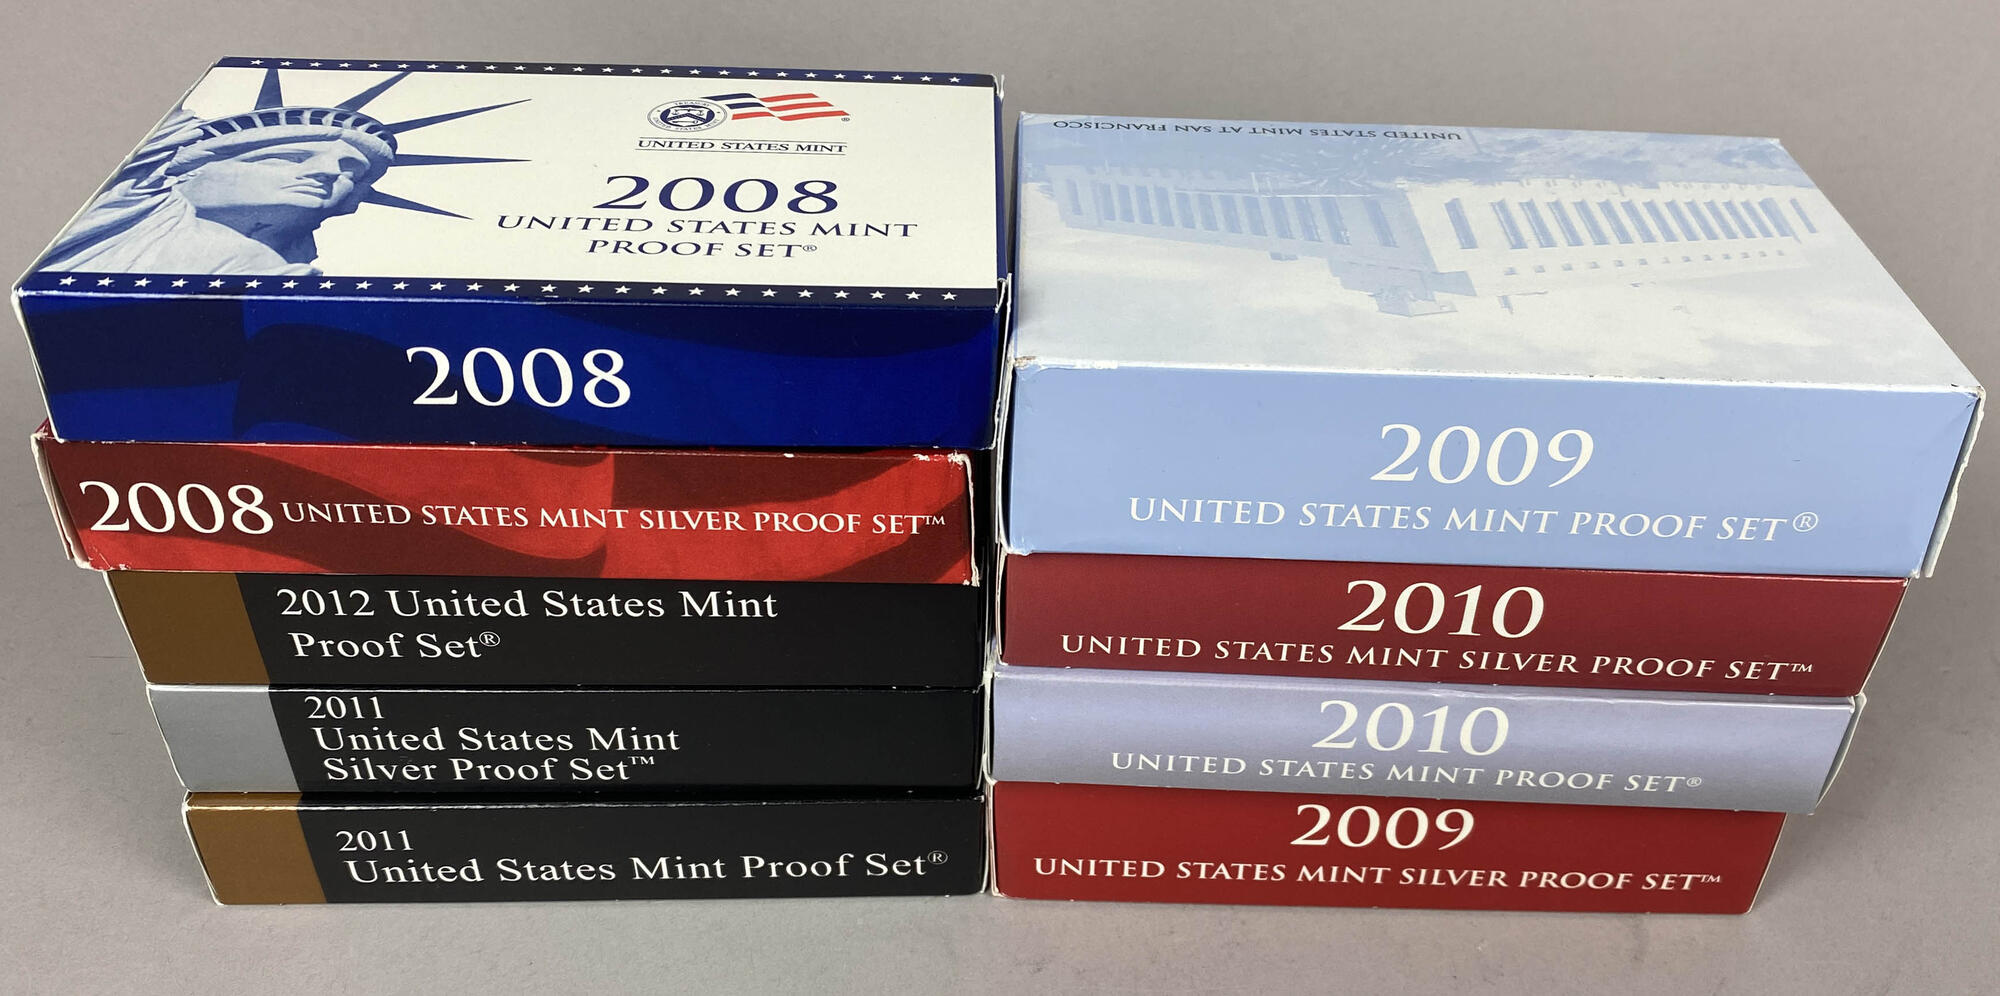 UNITED STATES MINT
2008
UNITED STATES MINT
PROOF SET®
2008
2008 UNITED STATES MINT SILVER PROOF SET™
2012 United States Mint
Proof Set®
2011
United States Mint
Silver Proof Set™
2011
United States Mint Proof Set®
UNITED STATES MINT AT SAN FRANCISCO
2009
UNITED STATES MINT PROOF SET®
2010
UNITED STATES MINT SILVER PROOF SET™
2010
UNITED STATES MINT PROOF SET®
2009
UNITED STATES MINT SILVER PROOF SET™